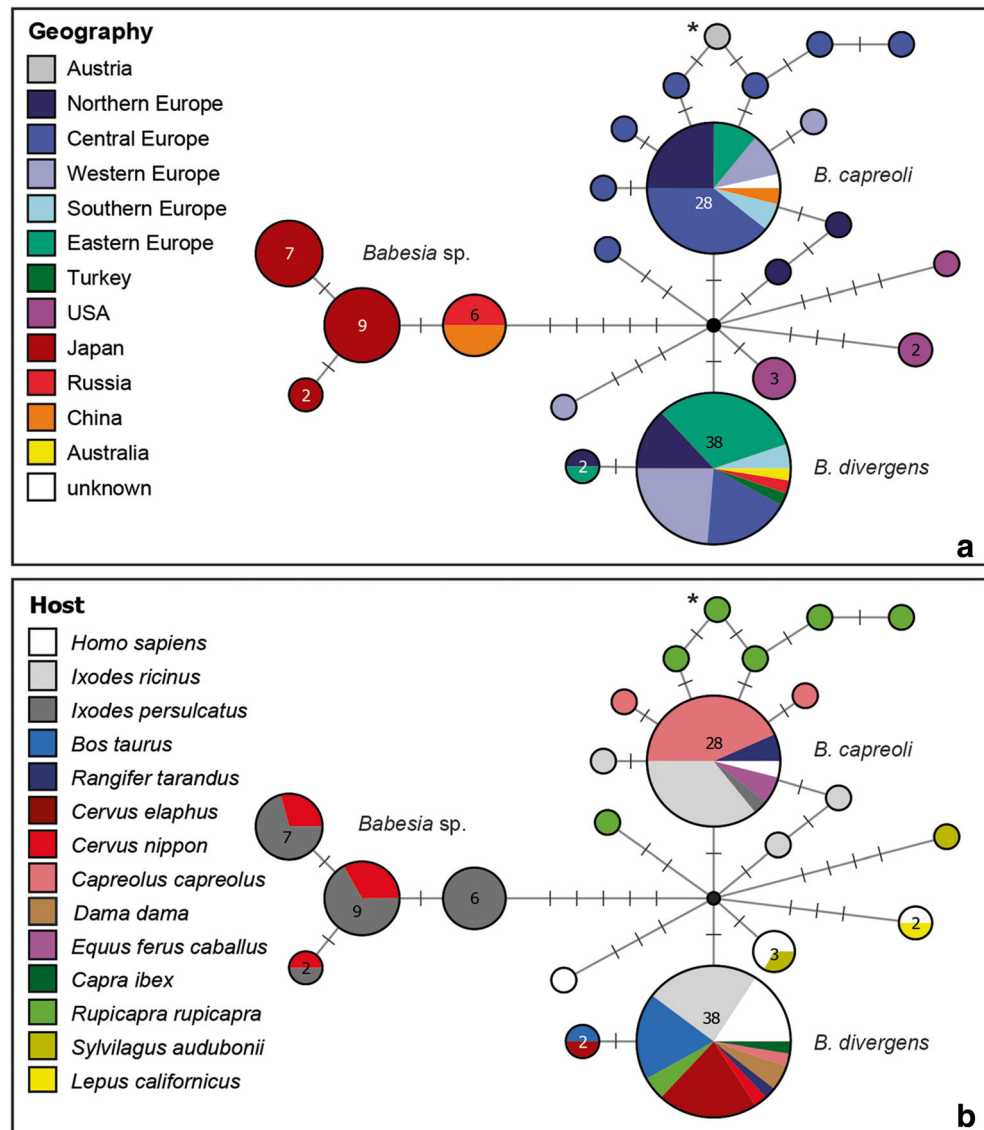 Geography
Austria
Northern Europe
Central Europe
Western Europe
Southern Europe
Eastern Europe
Turkey
USA
Japan
Russia
China
Australia
unknown
*
B. capreoli
28
Babesia sp.
7
9
6
2
2
3
38
2
B. divergens
a
Host
Homo sapiens
Ixodes ricinus
Ixodes persulcatus
Bos taurus
Rangifer tarandus
Cervus elaphus
Cervus nippon
Capreolus capreolus
Dama dama
Equus ferus caballus
Capra ibex
Rupicapra rupicapra
Sylvilagus audubonii
Lepus californicus
*
28
B. capreoli
Babesia sp.
7
9
6
2
2
3
38
2
B. divergens
b